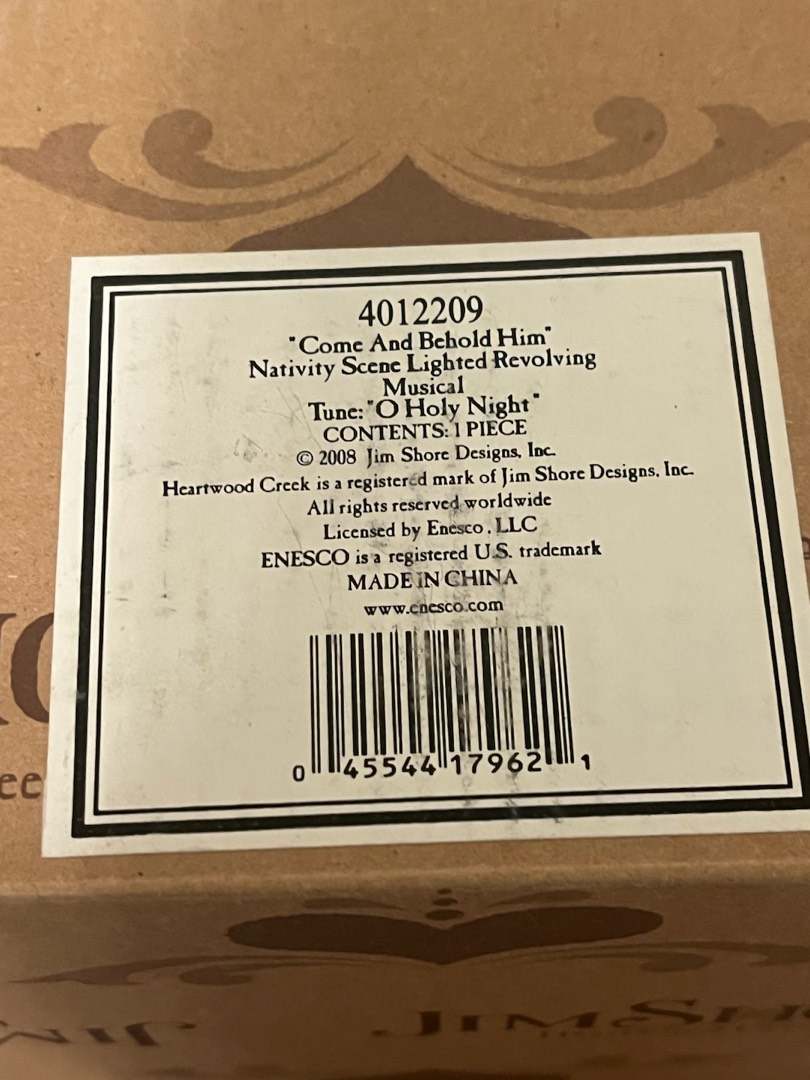 4012209
"Come And Behold Him"
Nativity Scene Lighted Revolving
Musical
Tune: "O Holy Night"
CONTENTS: 1 PIECE
© 2008 Jim Shore Designs, Inc.
Heartwood Creek is a registered mark of Jim Shore Designs, Inc.
All rights reserved worldwide
Licensed by Enesco, LLC
ENESCO is a registered U.S. trademark
MADE IN CHINA
www.enesco.com
0 45544 17962 1